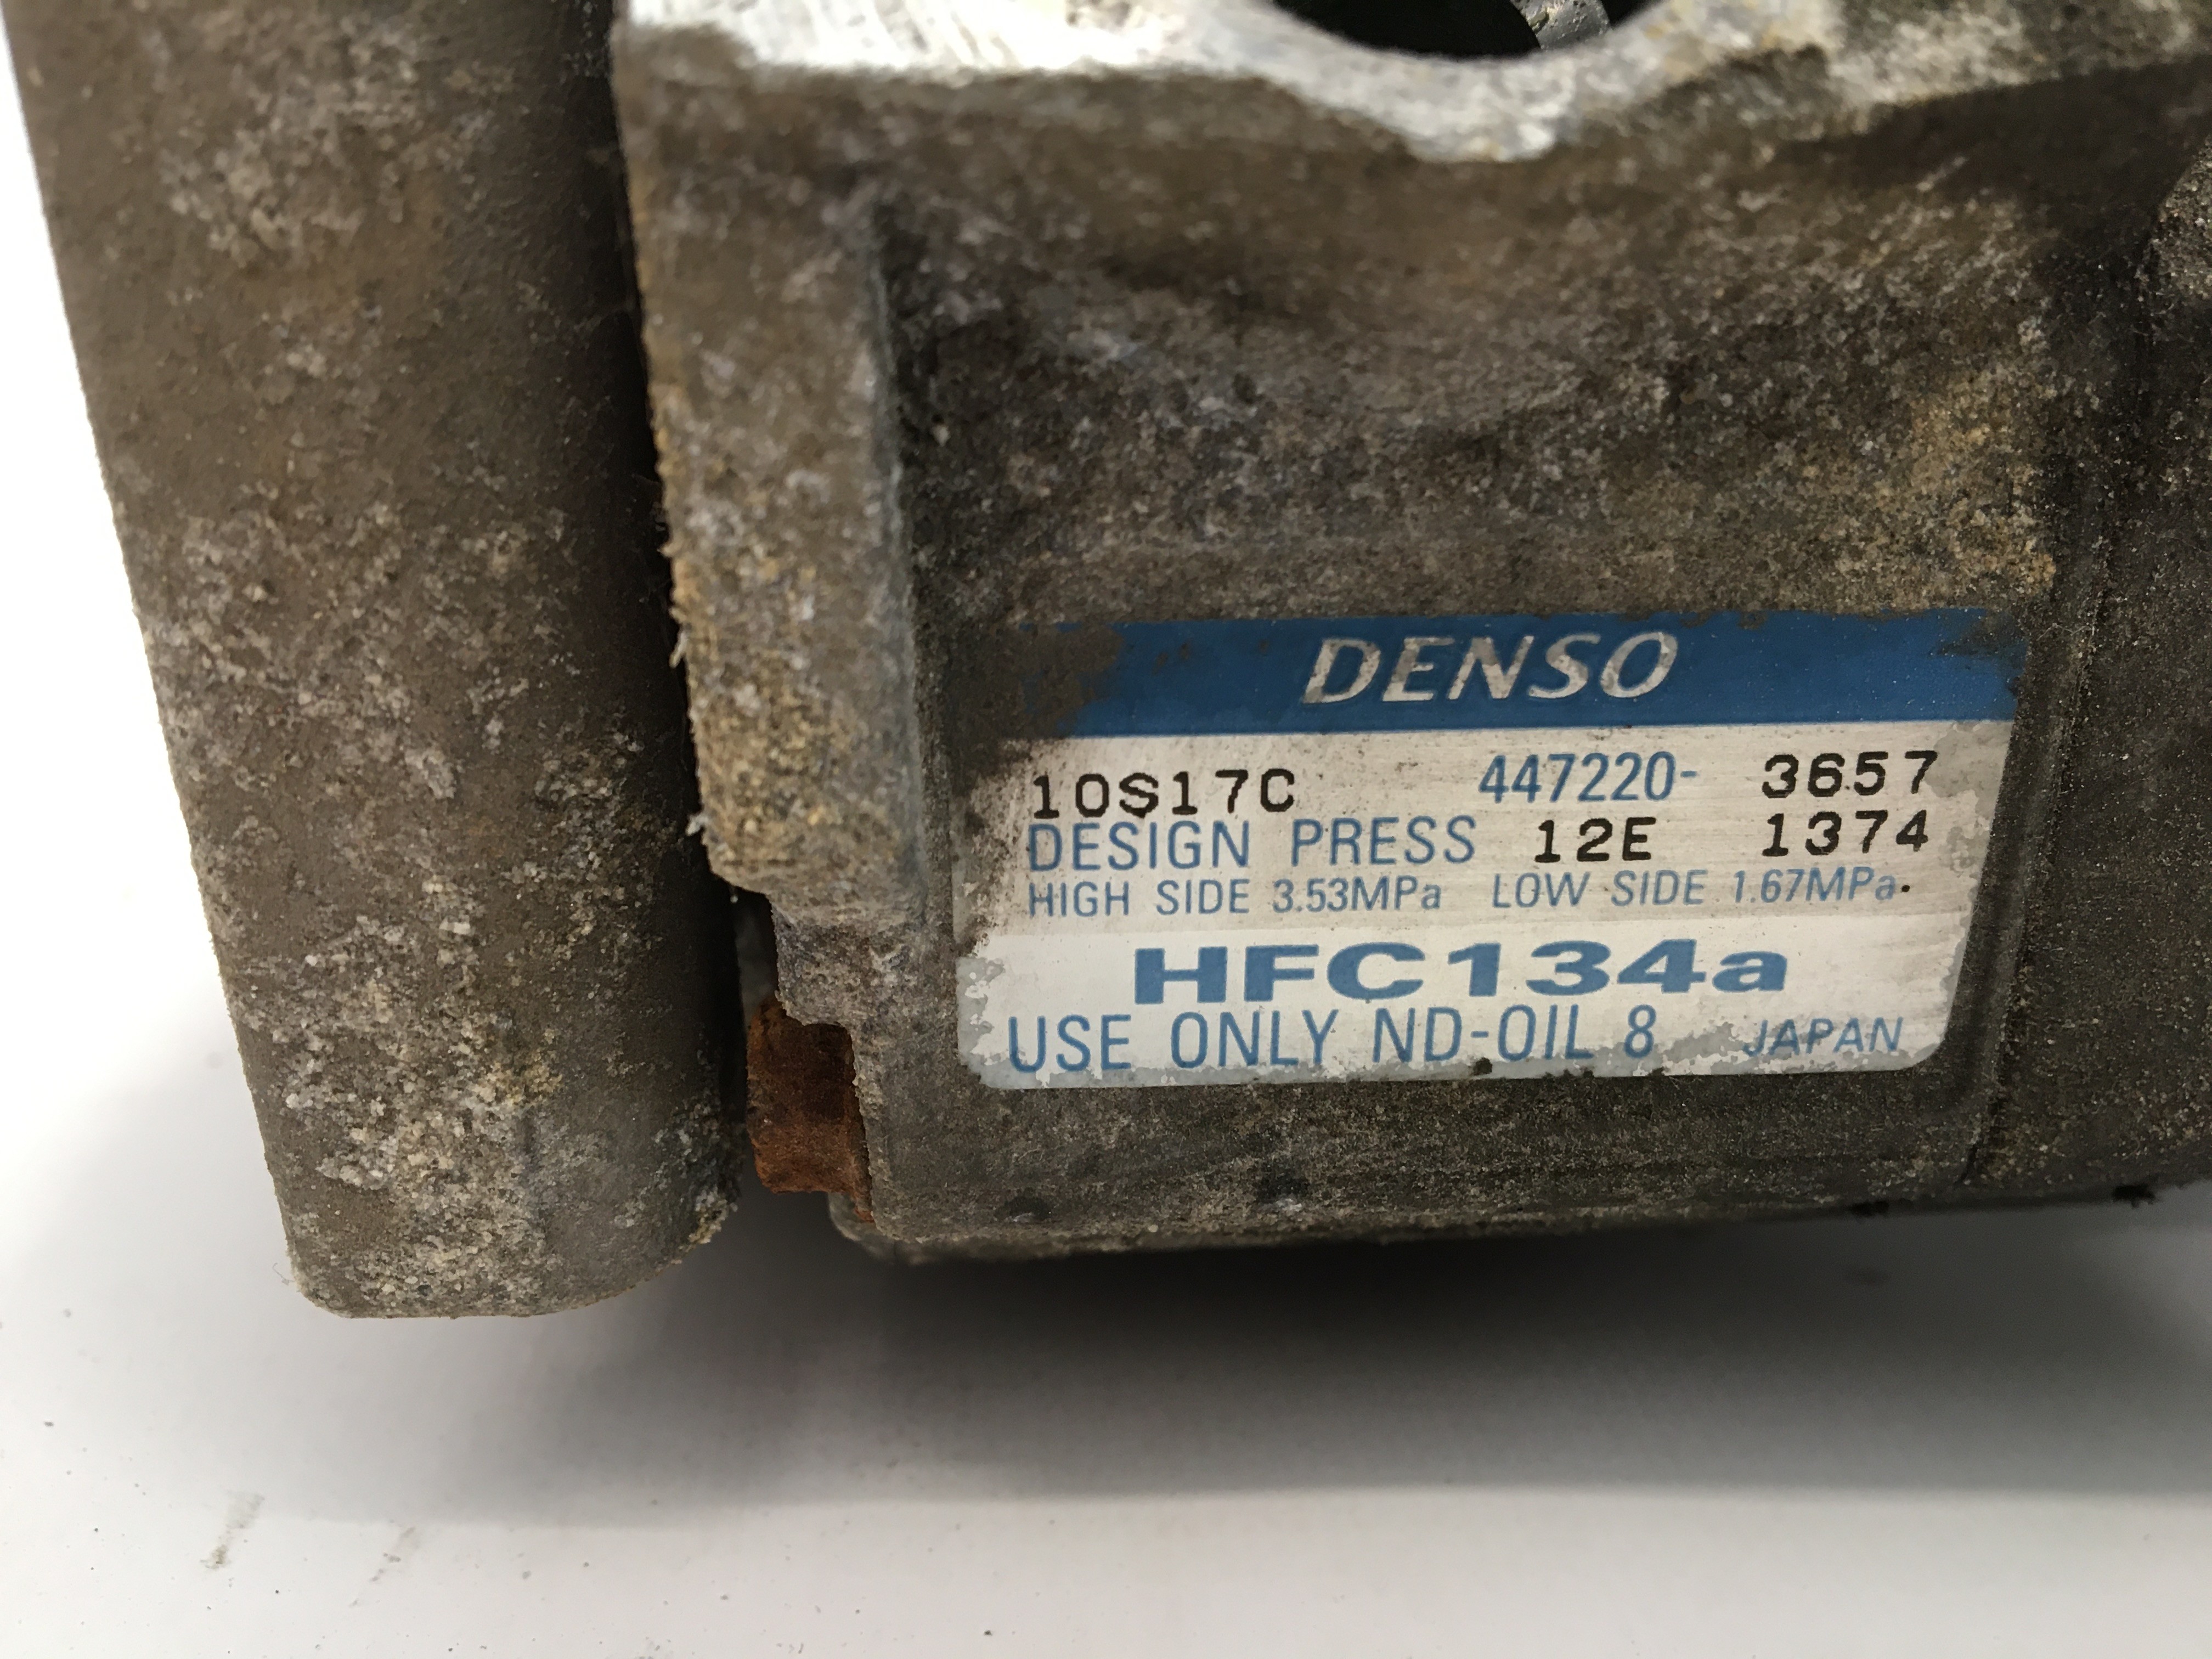 DENSO
10S17C 447220- 3657
DESIGN PRESS 12E 1374
HIGH SIDE 3.53MPa LOW SIDE 1.67MPa
HFC134a
USE ONLY ND-OIL 8 JAPAN